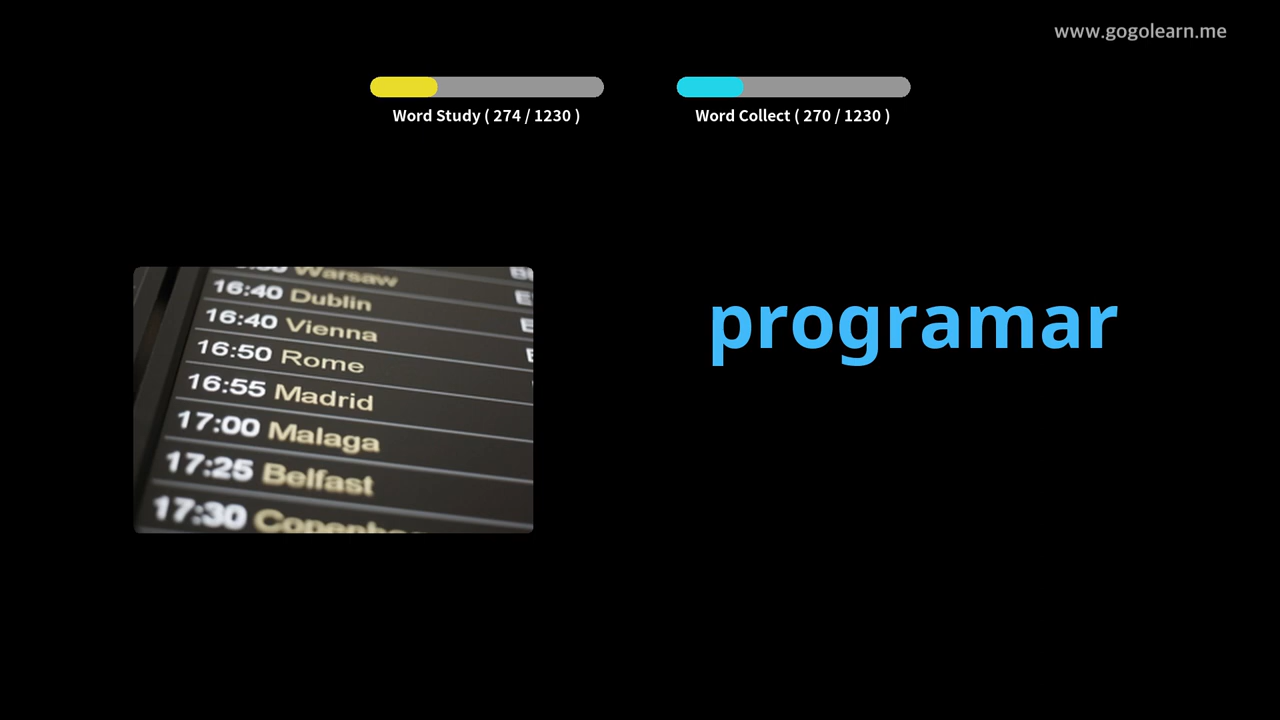 www.gogolearn.me
Word Study ( 274 / 1230 )
Word Collect ( 270 / 1230 )
programar
Warsaw
16:40 Dublin
16:40 Vienna
16:50 Rome
16:55 Madrid
17:00 Malaga
17:25 Belfast
17:30